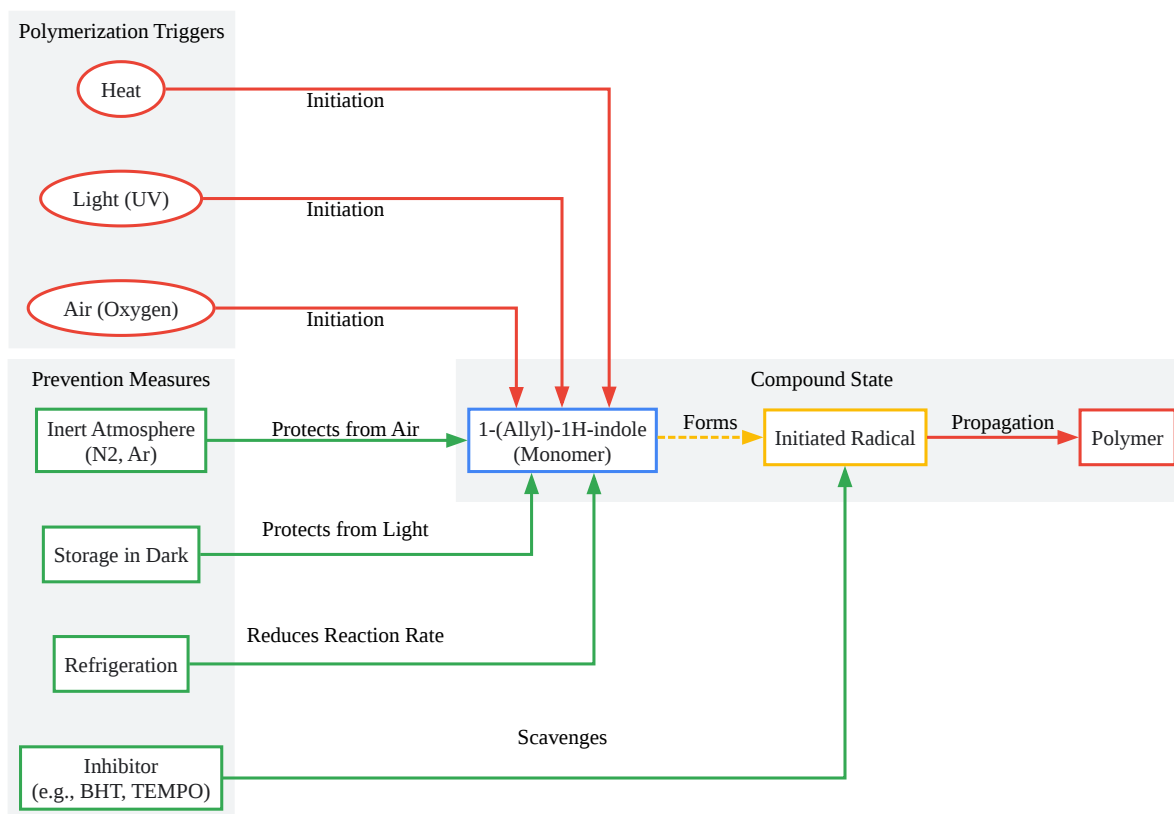 Polymerization Triggers
Heat
Initiation
Light (UV)
Initiation
Air (Oxygen)
Initiation
Prevention Measures
Compound State
Inert Atmosphere
(N2, Ar)
Protects from Air
1-(Allyl)-1H-indole
(Monomer)
Forms
Initiated Radical
Propagation
Polymer
Storage in Dark
Protects from Light
Refrigeration
Reduces Reaction Rate
Inhibitor
(e.g., BHT, TEMPO)
Scavenges